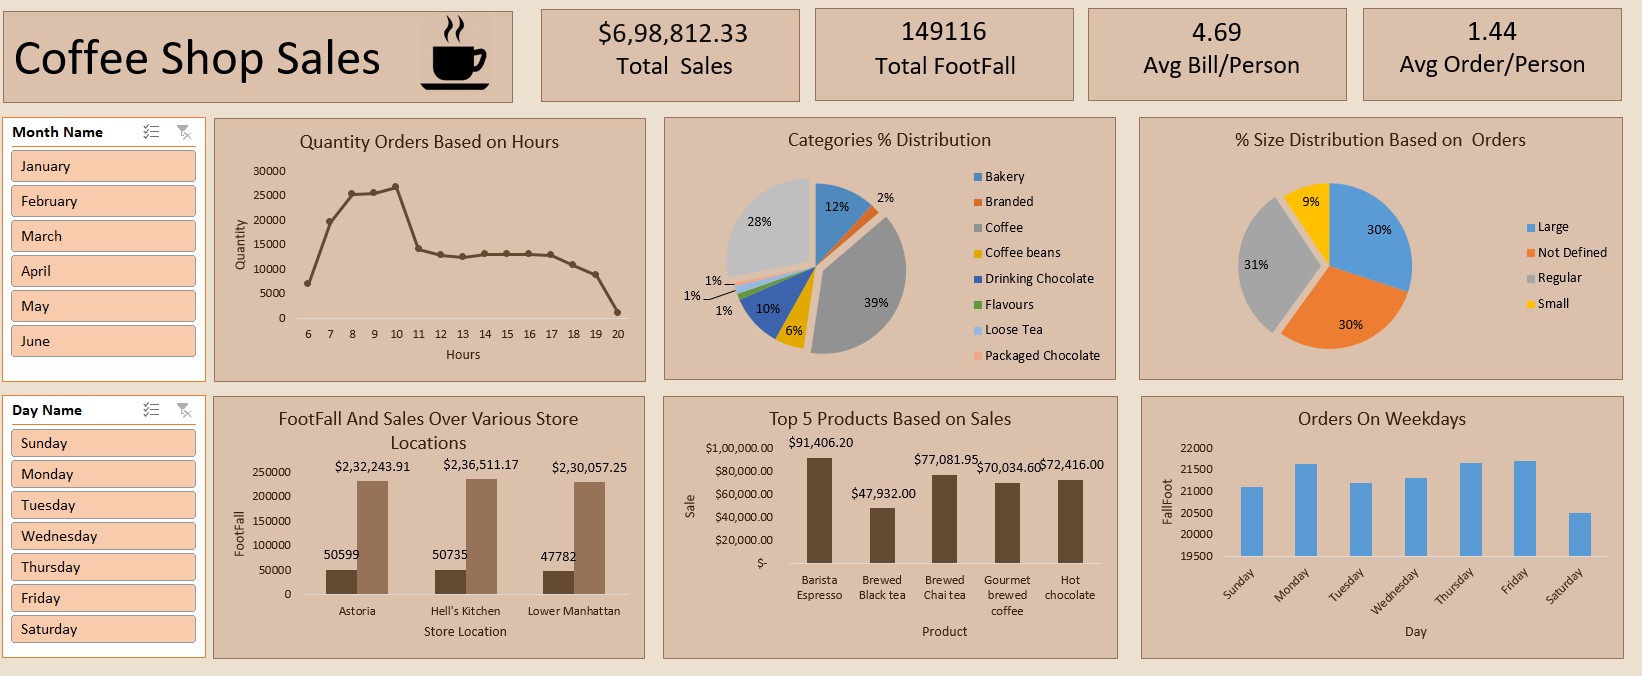 Coffee Shop Sales
$6,98,812.33
Total  Sales
149116
Total FootFall
4.69
Avg Bill/Person
1.44
Avg Order/Person
Month Name
January
February
March
April
May
June
Quantity Orders Based on Hours
Quantity
30000
25000
20000
15000
10000
5000
0
6 7 8 9 10 11 12 13 14 15 16 17 18 19 20
Hours
Categories % Distribution
12%
2%
39%
6%
10%
1%
1%
1%
28%
Bakery
Branded
Coffee
Coffee beans
Drinking Chocolate
Flavours
Loose Tea
Packaged Chocolate
% Size Distribution Based on  Orders
30%
30%
31%
9%
Large
Not Defined
Regular
Small
Day Name
Sunday
Monday
Tuesday
Wednesday
Thursday
Friday
Saturday
FootFall And Sales Over Various Store
Locations
FootFall
250000
200000
150000
100000
50000
0
$2,32,243.91
$2,36,511.17
$2,30,057.25
50599
50735
47782
Astoria
Hell's Kitchen
Lower Manhattan
Store Location
Top 5 Products Based on Sales
Sale
$1,00,000.00
$80,000.00
$60,000.00
$40,000.00
$20,000.00
$-
$91,406.20
$47,932.00
$77,081.95
$70,034.60
$72,416.00
Barista
Espresso
Brewed
Black tea
Brewed
Chai tea
Gourmet
brewed
coffee
Hot
chocolate
Product
Orders On Weekdays
FallFoot
22000
21500
21000
20500
20000
19500
Sunday
Monday
Tuesday
Wednesday
Thursday
Friday
Saturday
Day